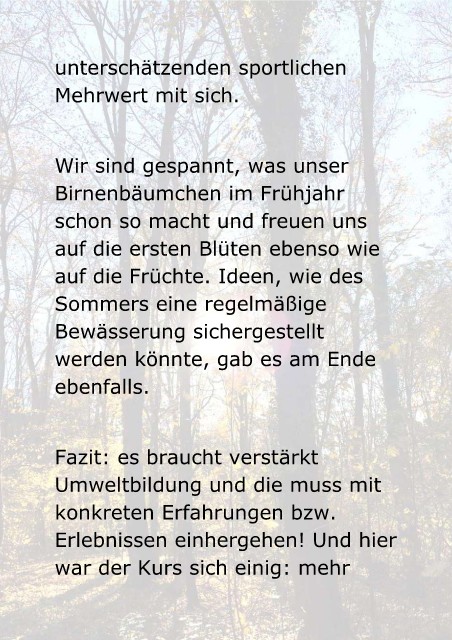 unterschätzenden sportlichen
Mehrwert mit sich.
Wir sind gespannt, was unser
Birnenbäumchen im Frühjahr
schon so macht und freuen uns
auf die ersten Blüten ebenso wie
auf die Früchte. Ideen, wie des
Sommers eine regelmäßige
Bewässerung sichergestellt
werden könnte, gab es am Ende
ebenfalls.
Fazit: es braucht verstärkt
Umweltbildung und die muss mit
konkreten Erfahrungen bzw.
Erlebnissen einhergehen! Und hier
war der Kurs sich einig: mehr